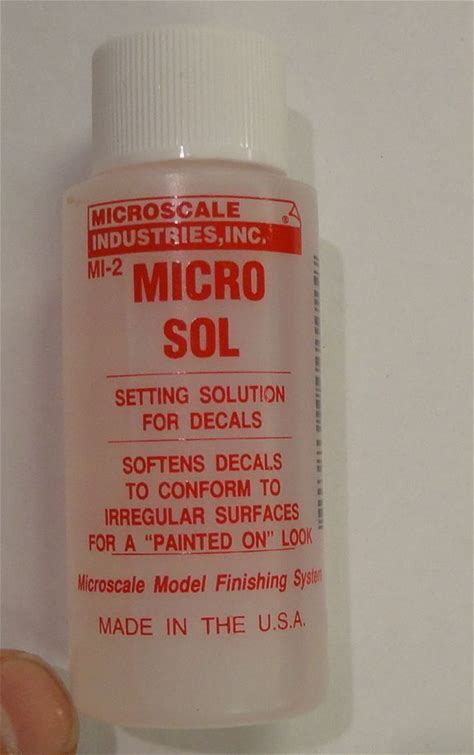 MICROSCALE
INDUSTRIES, INC. ®
MI-2
MICRO
SOL
SETTING SOLUTION
FOR DECALS
SOFTENS DECALS
TO CONFORM TO
IRREGULAR SURFACES
FOR A "PAINTED ON" LOOK
Microscale Model Finishing System
MADE IN THE U.S.A.